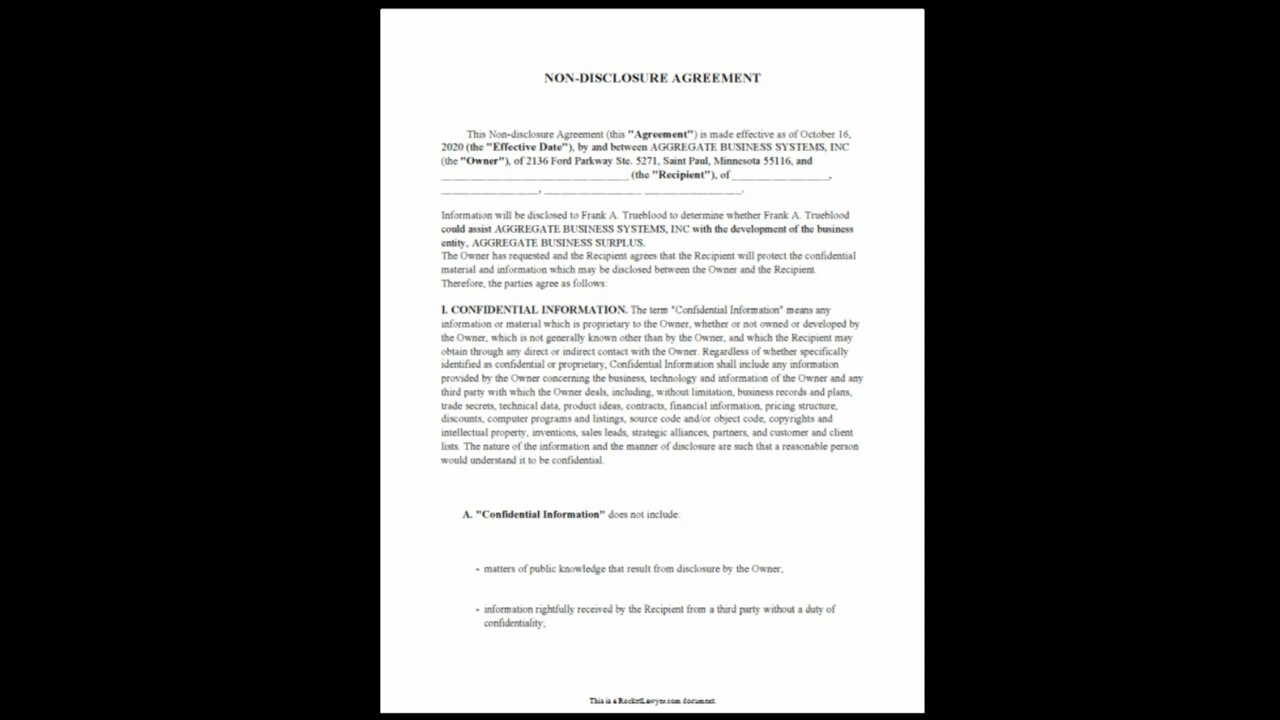 NON-DISCLOSURE AGREEMENT
This Non-disclosure Agreement (this "Agreement") is made effective as of October 16,
2020 (the "Effective Date"), by and between AGGREGATE BUSINESS SYSTEMS, INC
(the "Owner"), of 2136 Ford Parkway Ste. 5271, Saint Paul, Minnesota 55116, and
___________________________________ (the "Recipient"), of __________________,
__________________, __________________ __________________.
Information will be disclosed to Frank A. Trueblood to determine whether Frank A. Trueblood
could assist AGGREGATE BUSINESS SYSTEMS, INC with the development of the business
entity, AGGREGATE BUSINESS SURPLUS.
The Owner has requested and the Recipient agrees that the Recipient will protect the confidential
material and information which may be disclosed between the Owner and the Recipient.
Therefore, the parties agree as follows:
I. CONFIDENTIAL INFORMATION. The term "Confidential Information" means any
information or material which is proprietary to the Owner, whether or not owned or developed by
the Owner, which is not generally known other than by the Owner, and which the Recipient may
obtain through any direct or indirect contact with the Owner. Regardless of whether specifically
identified as confidential or proprietary, Confidential Information shall include any information
provided by the Owner concerning the business, technology and information of the Owner and any
third party with which the Owner deals, including, without limitation, business records and plans,
trade secrets, technical data, product ideas, contracts, financial information, pricing structure,
discounts, computer programs and listings, source code and/or object code, copyrights and
intellectual property, inventions, sales leads, strategic alliances, partners, and customer and client
lists. The nature of the information and the manner of disclosure are such that a reasonable person
would understand it to be confidential.
A. "Confidential Information" does not include:
- matters of public knowledge that result from disclosure by the Owner;
- information rightfully received by the Recipient from a third party without a duty of
confidentiality;
This is a RocketLawyer.com document.